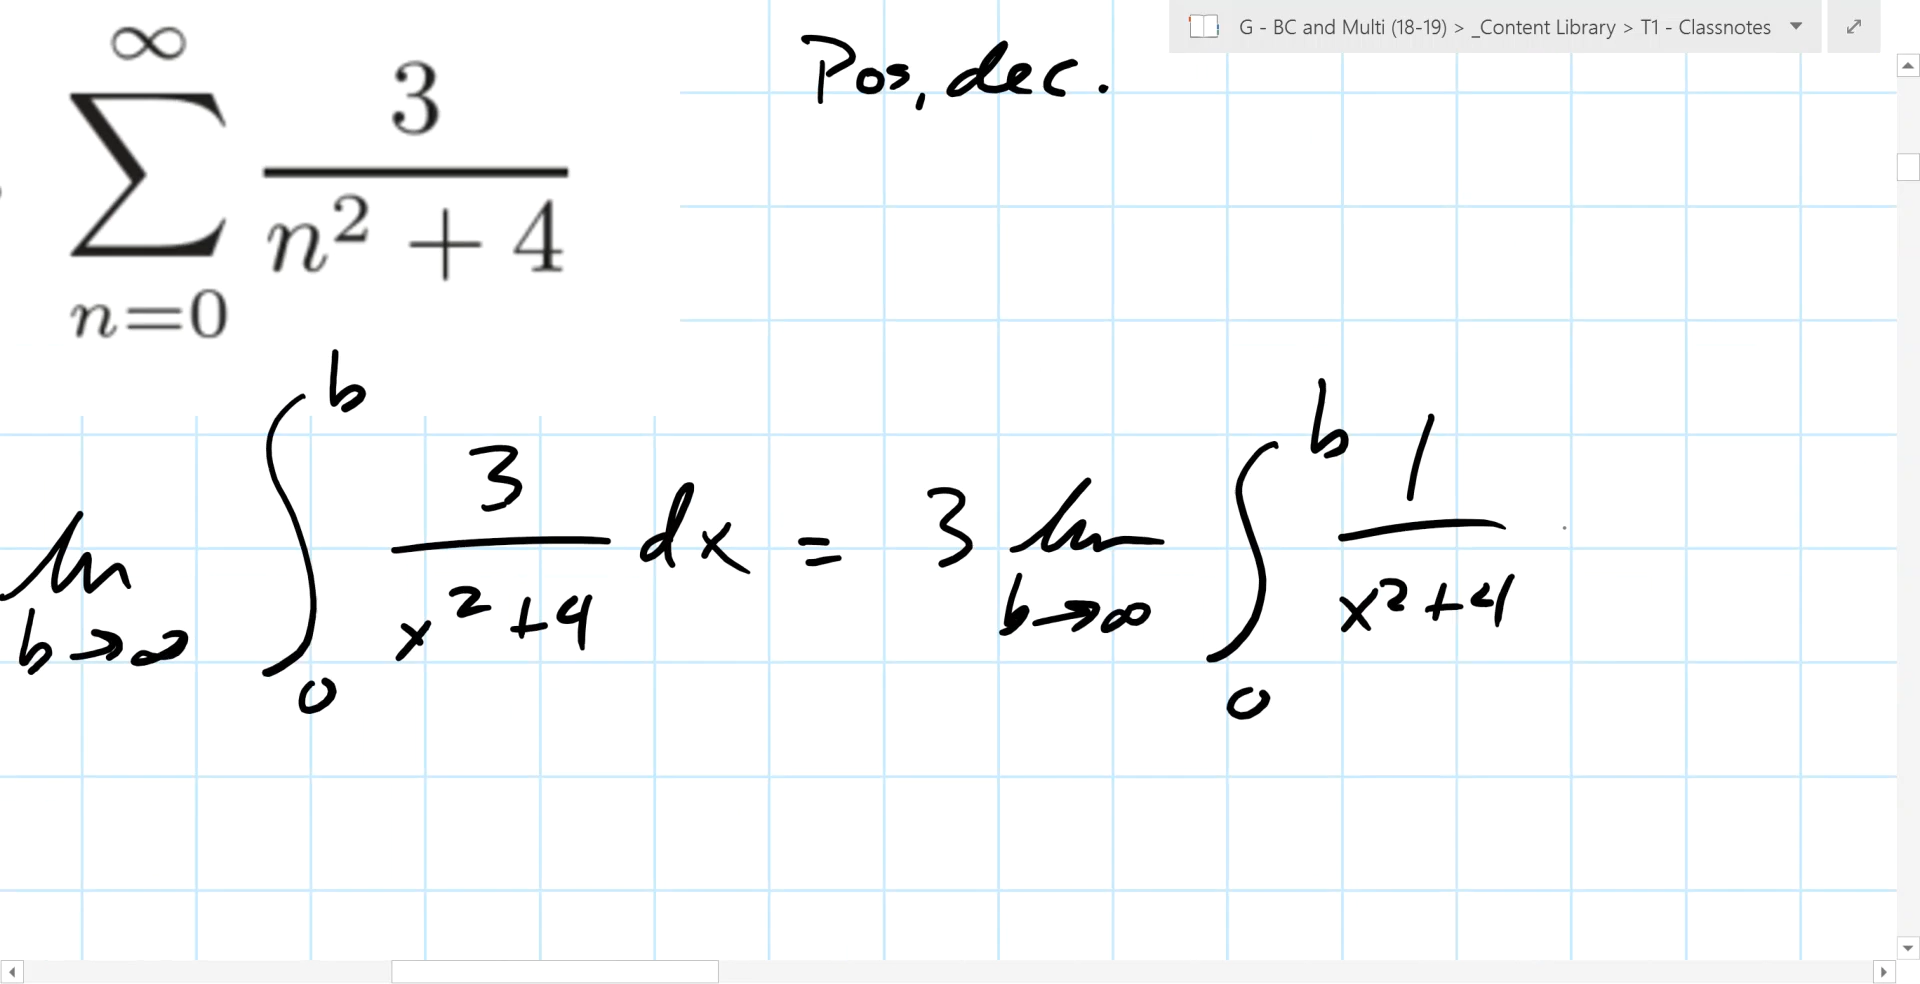 G - BC and Multi (18-19) > _Content Library > T1 - Classnotes
∑_{n=0}^{∞} 3/(n² + 4)
Pos, dec.
lim_{b→∞} ∫_0^b 3/(x²+4) dx = 3 lim_{b→∞} ∫_0^b 1/(x²+4)